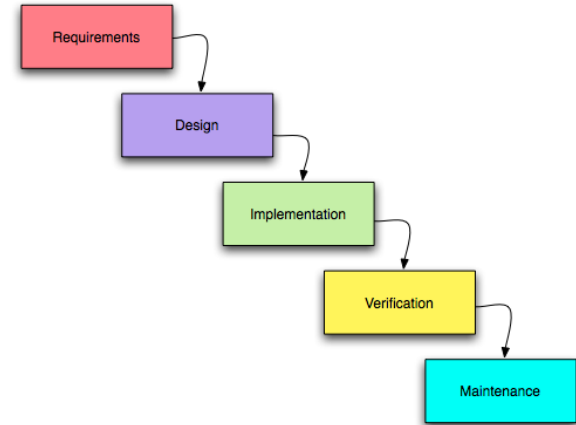 Requirements
Design
Implementation
Verification
Maintenance